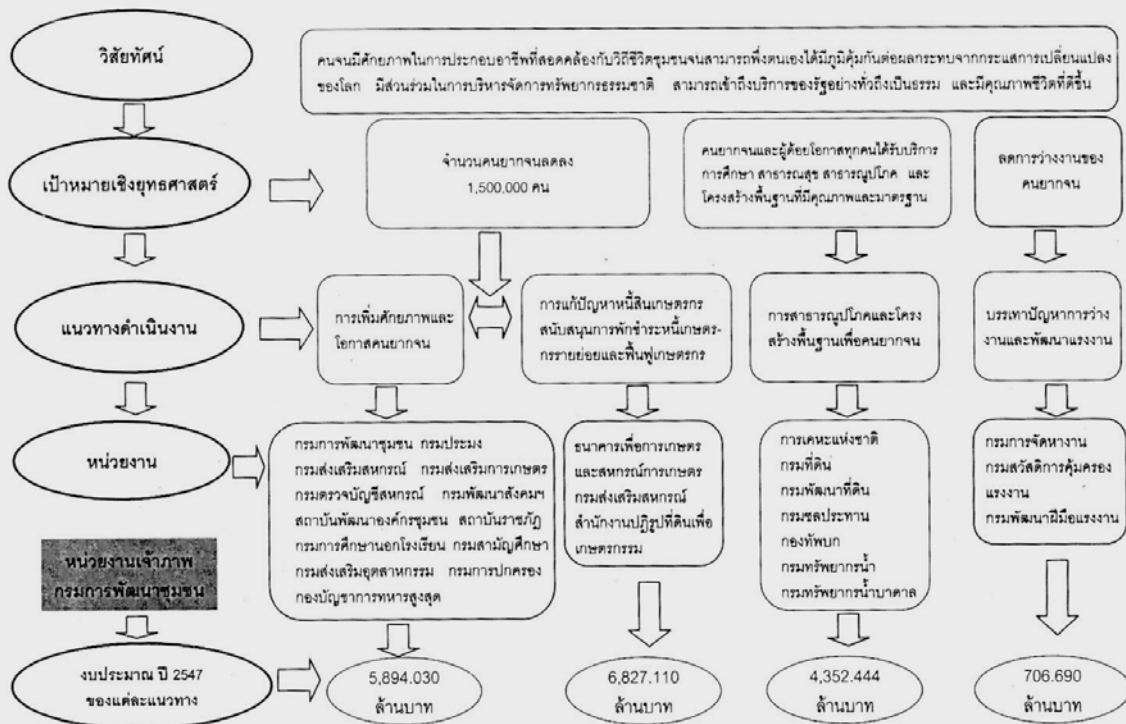 วิสัยทัศน์
คนจนมีศักยภาพในการประกอบอาชีพที่สอดคล้องกับวิถีชีวิตชุมชนจนสามารถพึ่งตนเองได้มีภูมิคุ้มกันต่อผลกระทบจากกระแสการเปลี่ยนแปลง
ของโลก มีส่วนร่วมในการบริหารจัดการทรัพยากรธรรมชาติ สามารถเข้าถึงบริการของรัฐอย่างทั่วถึงเป็นธรรม และมีคุณภาพชีวิตที่ดีขึ้น
เป้าหมายเชิงยุทธศาสตร์
จำนวนคนยากจนลดลง
1,500,000 คน
คนยากจนและผู้ด้อยโอกาสทุกคนได้รับบริการ
การศึกษา สาธารณสุข สาธารณูปโภค และ
โครงสร้างพื้นฐานที่มีคุณภาพและมาตรฐาน
ลดการว่างงานของ
คนยากจน
แนวทางดำเนินงาน
การเพิ่มศักยภาพและ
โอกาสคนยากจน
การแก้ปัญหาหนี้สินเกษตรกร
สนับสนุนการพักชำระหนี้เกษตร-
กรรายย่อยและฟื้นฟูเกษตรกร
การสาธารณูปโภคและโครง
สร้างพื้นฐานเพื่อคนยากจน
บรรเทาปัญหาการว่าง
งานและพัฒนาแรงงาน
หน่วยงาน
กรมการพัฒนาชุมชน กรมประมง
กรมส่งเสริมสหกรณ์ กรมส่งเสริมการเกษตร
กรมตรวจบัญชีสหกรณ์ กรมพัฒนาสังคมฯ
สถาบันพัฒนาองค์กรชุมชน สถาบันราชภัฏ
กรมการศึกษานอกโรงเรียน กรมสามัญศึกษา
กรมส่งเสริมอุตสาหกรรม กรมการปกครอง
กองบัญชาการทหารสูงสุด
ธนาคารเพื่อการเกษตร
และสหกรณ์การเกษตร
กรมส่งเสริมสหกรณ์
สำนักงานปฏิรูปที่ดินเพื่อ
เกษตรกรรม
การเคหะแห่งชาติ
กรมที่ดิน
กรมพัฒนาที่ดิน
กรมชลประทาน
กองทัพบก
กรมทรัพยากรน้ำ
กรมทรัพยากรน้ำบาดาล
กรมการจัดหางาน
กรมสวัสดิการคุ้มครอง
แรงงาน
กรมพัฒนาฝีมือแรงงาน
หน่วยงานเจ้าภาพ
กรมการพัฒนาชุมชน
งบประมาณ ปี 2547
ของแต่ละแนวทาง
5,894.030
ล้านบาท
6,827.110
ล้านบาท
4,352.444
ล้านบาท
706.690
ล้านบาท